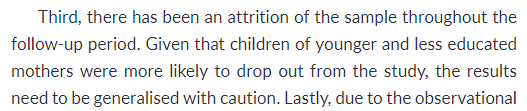 Third, there has been an attrition of the sample throughout the
follow-up period. Given that children of younger and less educated
mothers were more likely to drop out from the study, the results
need to be generalised with caution. Lastly, due to the observational